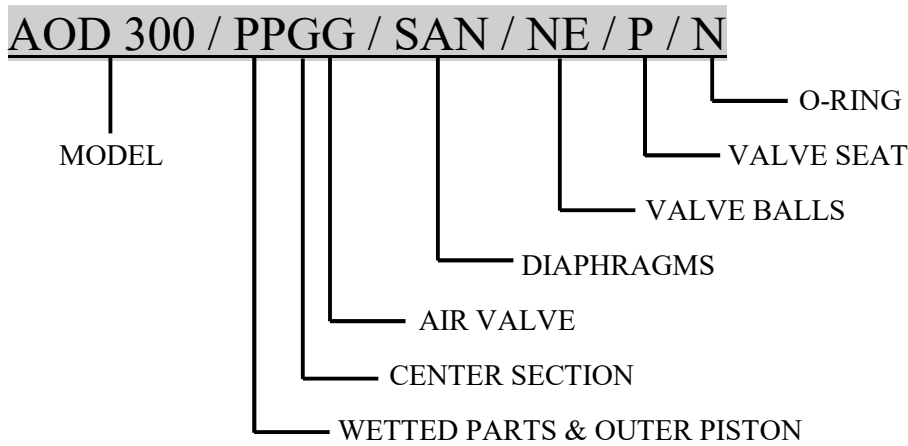 AOD 300 / PPGG / SAN / NE / P / N
O-RING
MODEL
VALVE SEAT
VALVE BALLS
DIAPHRAGMS
AIR VALVE
CENTER SECTION
WETTED PARTS & OUTER PISTON